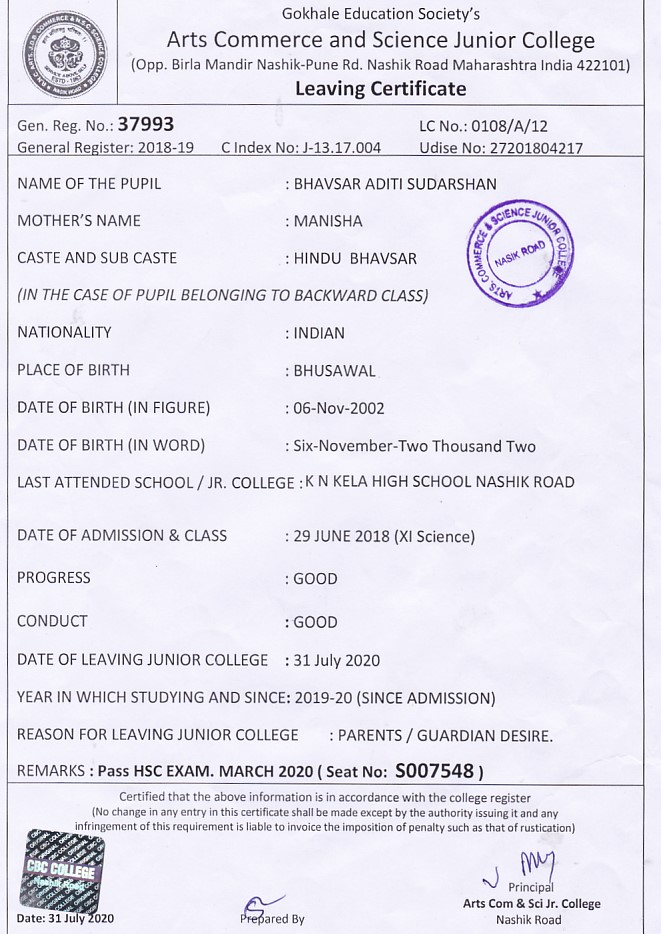 Gokhale Education Society's
Arts Commerce and Science Junior College
(Opp. Birla Mandir Nashik-Pune Rd. Nashik Road Maharashtra India 422101)
Leaving Certificate
Gen. Reg. No.: 37993 LC No.: 0108/A/12
General Register: 2018-19 C Index No: J-13.17.004 Udise No: 27201804217
NAME OF THE PUPIL : BHAVSAR ADITI SUDARSHAN
MOTHER'S NAME : MANISHA
CASTE AND SUB CASTE : HINDU BHAVSAR
ARTS, COMMERCE & SCIENCE JUNIOR COLLEGE
NASIK ROAD
(IN THE CASE OF PUPIL BELONGING TO BACKWARD CLASS)
NATIONALITY : INDIAN
PLACE OF BIRTH : BHUSAWAL
DATE OF BIRTH (IN FIGURE) : 06-Nov-2002
DATE OF BIRTH (IN WORD) : Six-November-Two Thousand Two
LAST ATTENDED SCHOOL / JR. COLLEGE : K N KELA HIGH SCHOOL NASHIK ROAD
DATE OF ADMISSION & CLASS : 29 JUNE 2018 (XI Science)
PROGRESS : GOOD
CONDUCT : GOOD
DATE OF LEAVING JUNIOR COLLEGE : 31 July 2020
YEAR IN WHICH STUDYING AND SINCE: 2019-20 (SINCE ADMISSION)
REASON FOR LEAVING JUNIOR COLLEGE : PARENTS / GUARDIAN DESIRE.
REMARKS : Pass HSC EXAM. MARCH 2020 ( Seat No: S007548 )
Certified that the above information is in accordance with the college register
(No change in any entry in this certificate shall be made except by the authority issuing it and any
infringement of this requirement is liable to invoice the imposition of penalty such as that of rustication)
CBC COLLEGE
Nashik Road
Principal
Arts Com & Sci Jr. College
Date: 31 July 2020 Prepared By Nashik Road